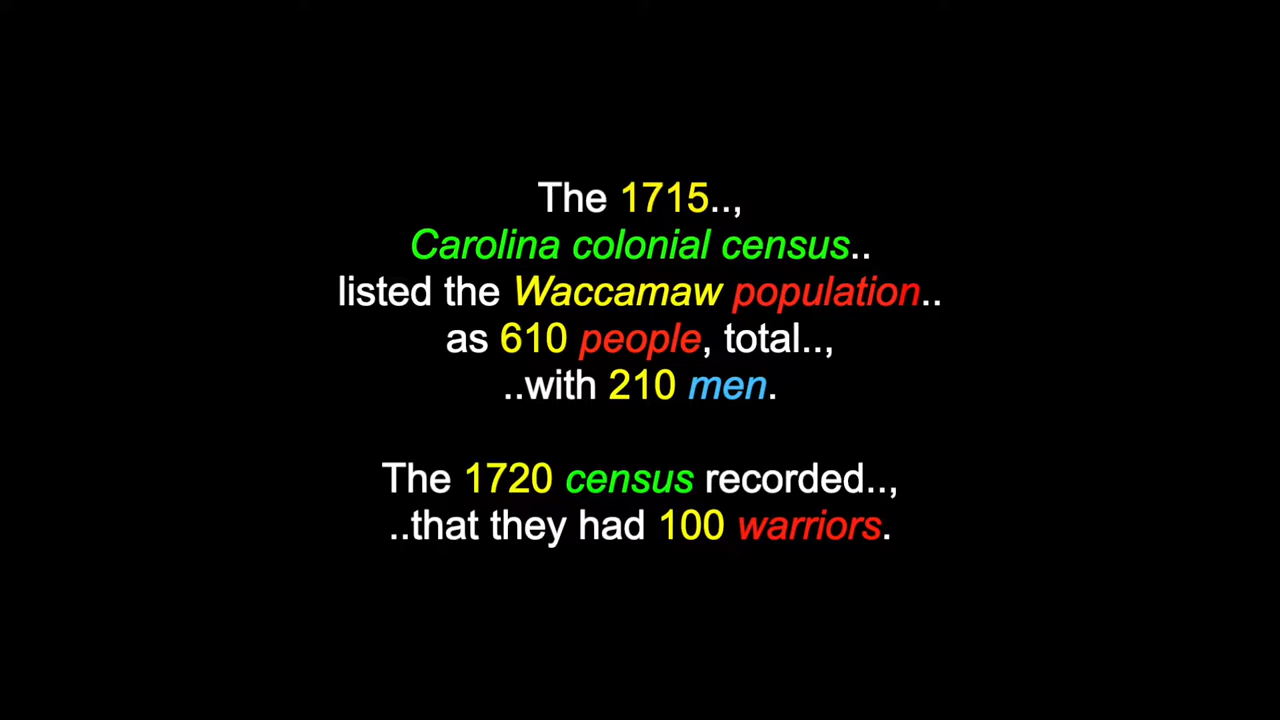 The 1715..,
Carolina colonial census..
listed the Waccamaw population..
as 610 people, total..,
..with 210 men.
The 1720 census recorded..,
..that they had 100 warriors.